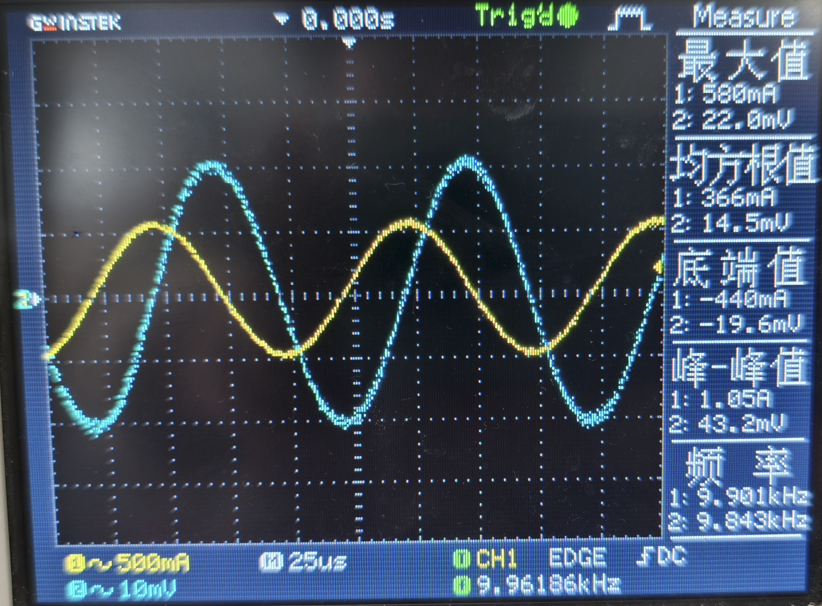 GWINSTEK 0.000s Trig'd Measure
最大值
1: 580mA
2: 22.0mV
均方根值
1: 366mA
2: 14.5mV
底端值
1: -440mA
2: -19.6mV
峰-峰值
1: 1.05A
2: 43.2mV
频率
1: 9.901kHz
2: 9.843kHz
2
1 ~ 500mA M 25us T CH1 EDGE DC
2 ~ 10mV 9.96186kHz